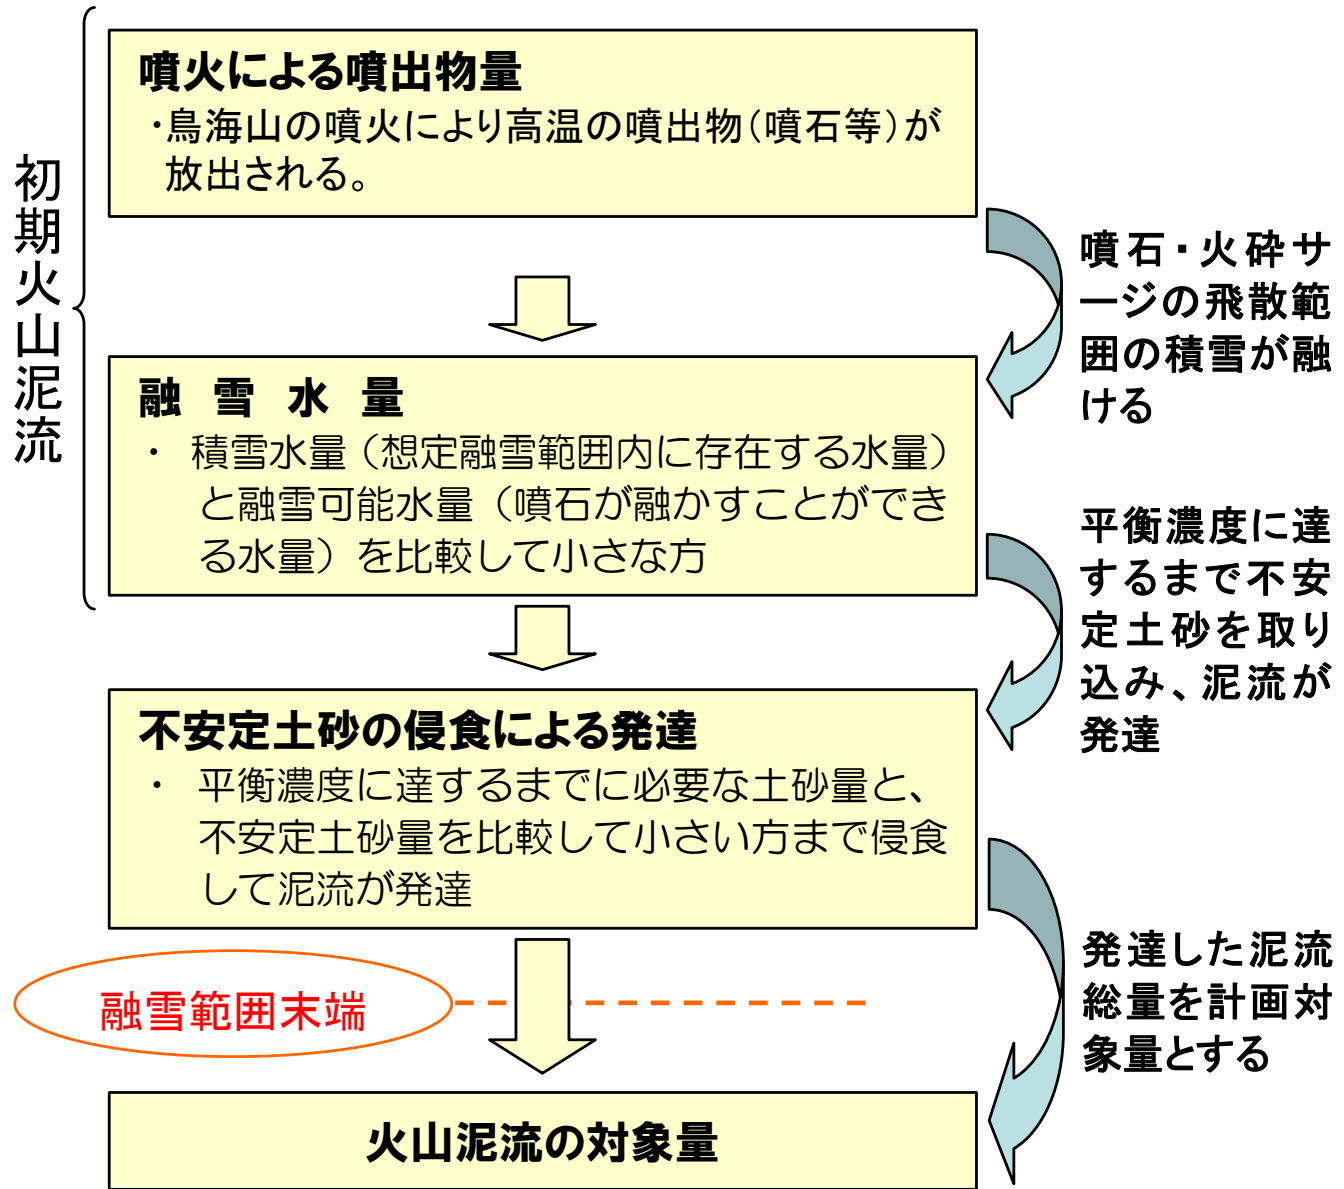 噴火による噴出物量
・鳥海山の噴火により高温の噴出物（噴石等）が
放出される。
初期火山泥流
噴石・火砕サ
ージの飛散範
囲の積雪が融
ける
融雪水量
・ 積雪水量（想定融雪範囲内に存在する水量）
と融雪可能水量（噴石が融かすことができ
る水量）を比較して小さな方
平衡濃度に達
するまで不安
定土砂を取り
込み、泥流が
発達
不安定土砂の侵食による発達
・ 平衡濃度に達するまでに必要な土砂量と、
不安定土砂量を比較して小さい方まで侵食
して泥流が発達
融雪範囲末端
発達した泥流
総量を計画対
象量とする
火山泥流の対象量